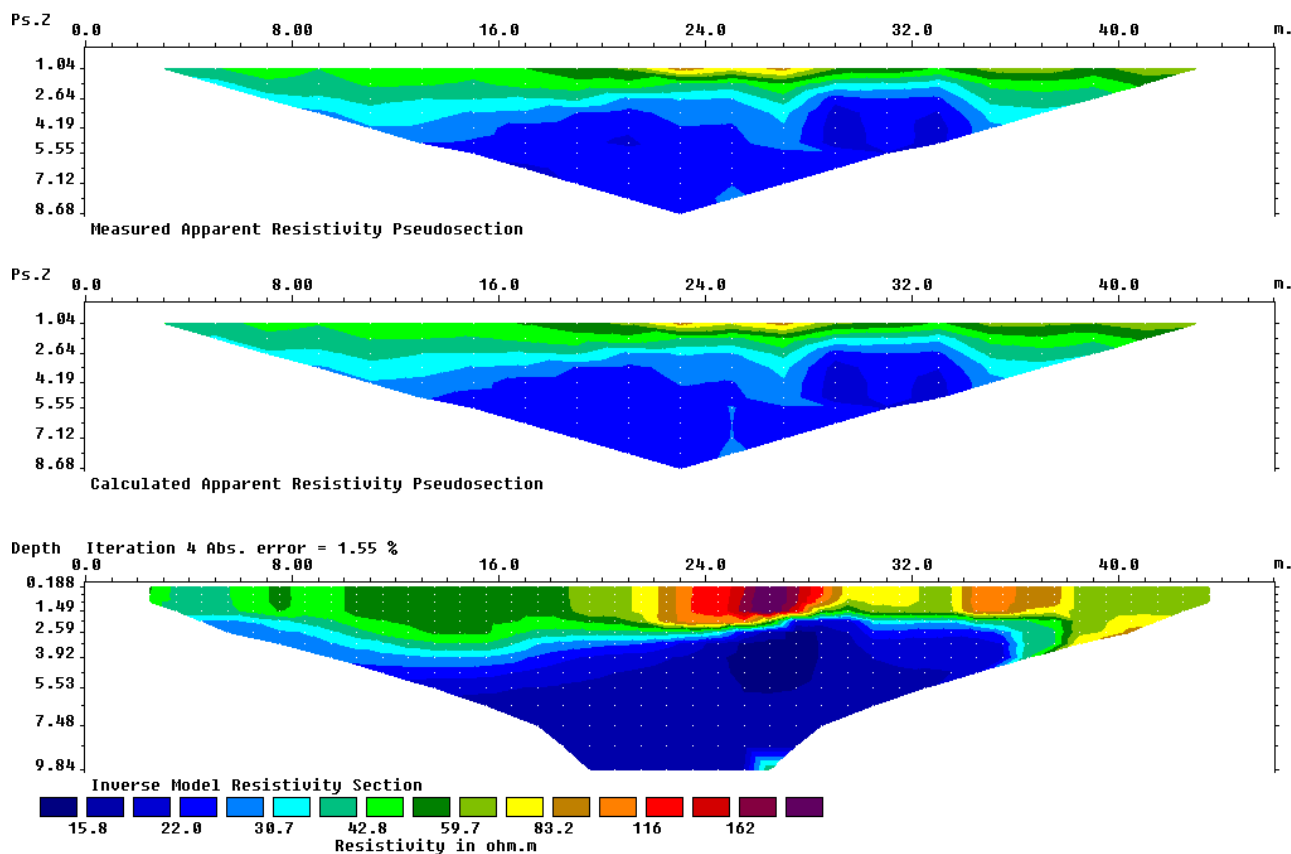 Ps.Z 0.0 8.00 16.0 24.0 32.0 40.0 m.
1.04
2.64
4.19
5.55
7.12
8.68
Measured Apparent Resistivity Pseudosection
Ps.Z 0.0 8.00 16.0 24.0 32.0 40.0 m.
1.04
2.64
4.19
5.55
7.12
8.68
Calculated Apparent Resistivity Pseudosection
Depth Iteration 4 Abs. error = 1.55 %
0.0 8.00 16.0 24.0 32.0 40.0 m.
0.188
1.49
2.59
3.92
5.53
7.48
9.84
Inverse Model Resistivity Section
15.8 22.0 30.7 42.8 59.7 83.2 116 162
Resistivity in ohm.m